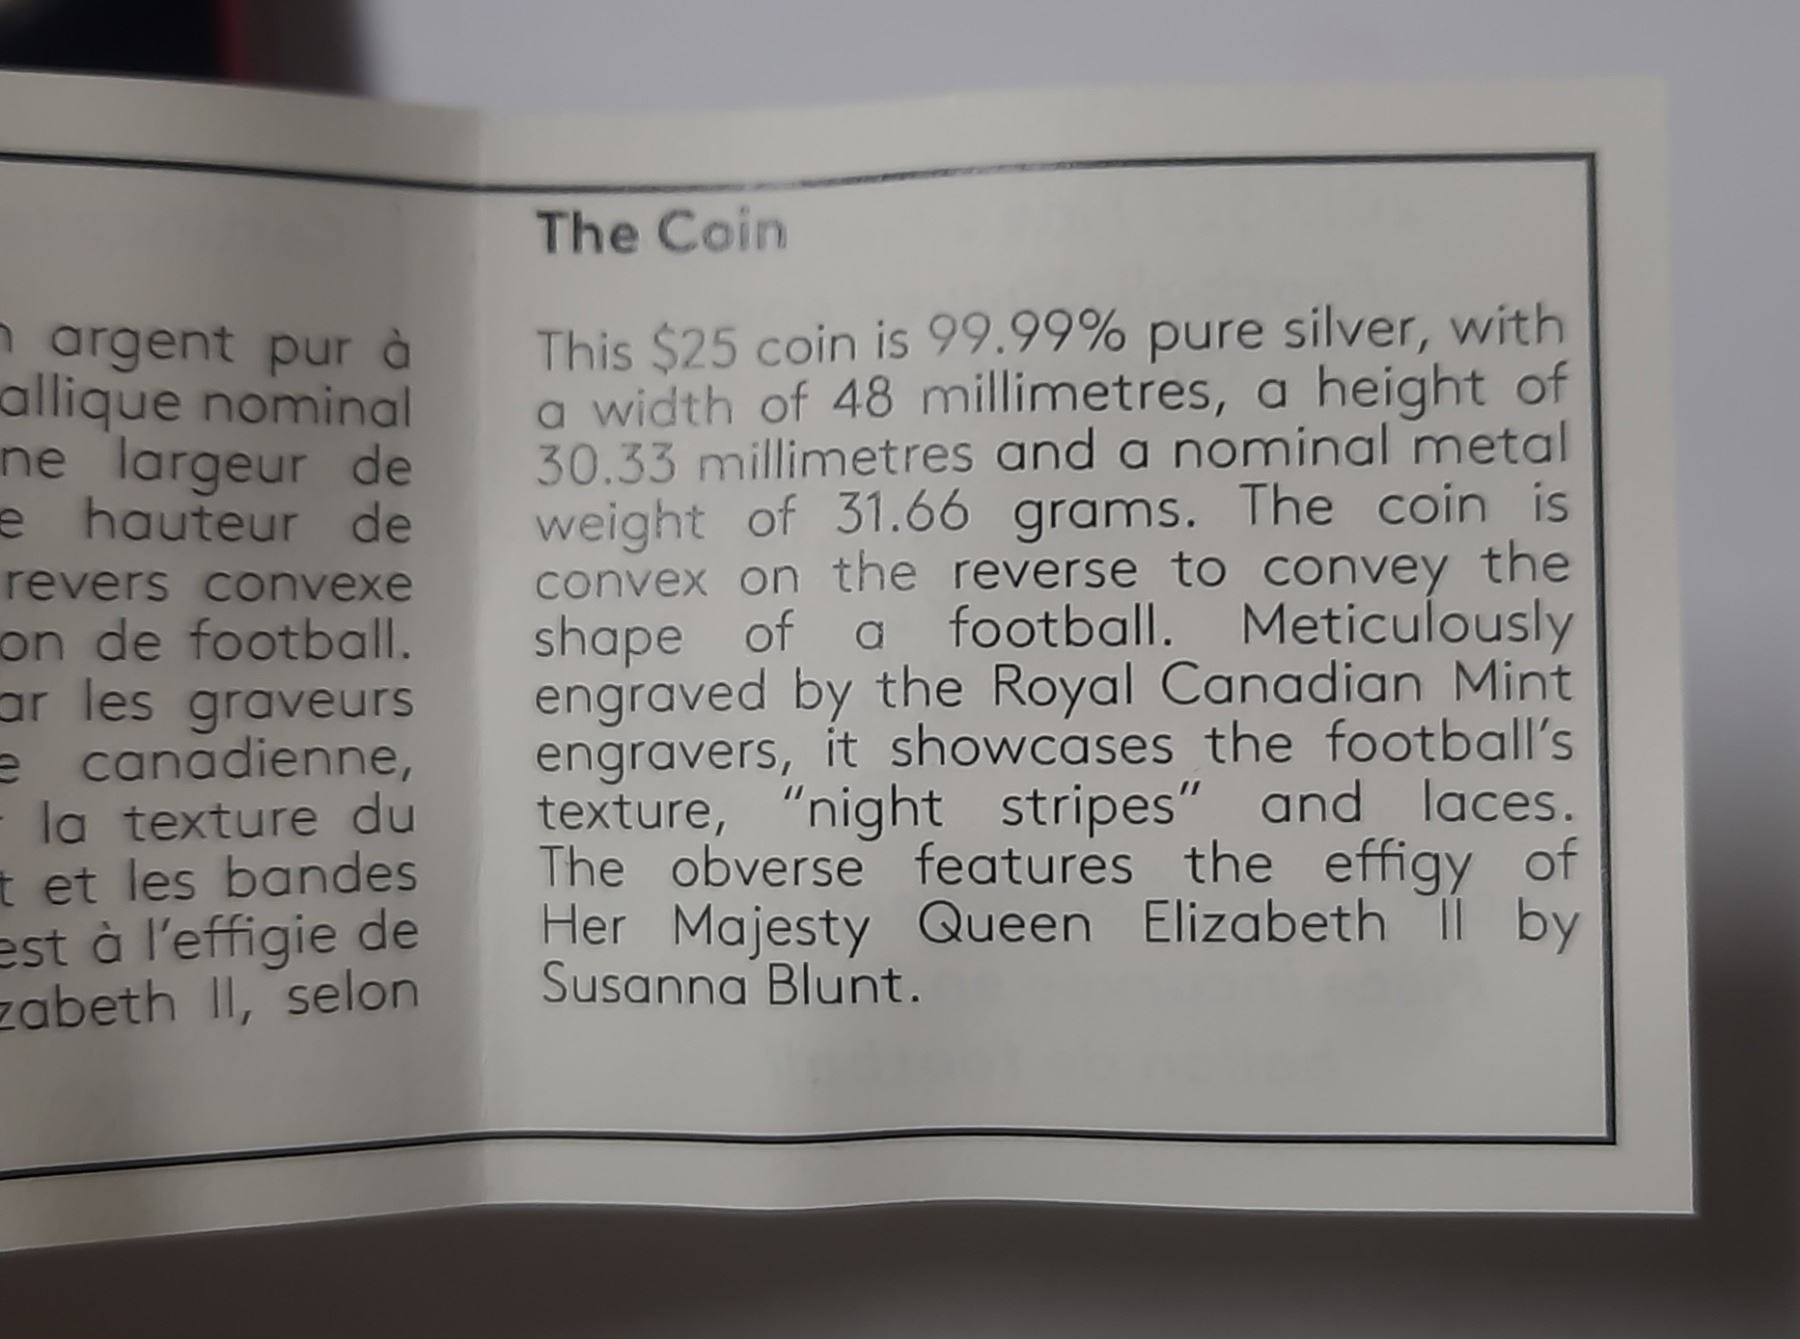 argent pur à
nominal
largeur de
hauteur de
revers convexe
de football.
les graveurs
canadienne,
la texture du
et les bandes
est à l'effigie de
II, selon
The Coin
This $25 coin is 99.99% pure silver, with
a width of 48 millimetres, a height of
30.33 millimetres and a nominal metal
weight of 31.66 grams. The coin is
convex on the reverse to convey the
shape of a football. Meticulously
engraved by the Royal Canadian Mint
engravers, it showcases the football's
texture, “night stripes” and laces.
The obverse features the effigy of
Her Majesty Queen Elizabeth II by
Susanna Blunt.